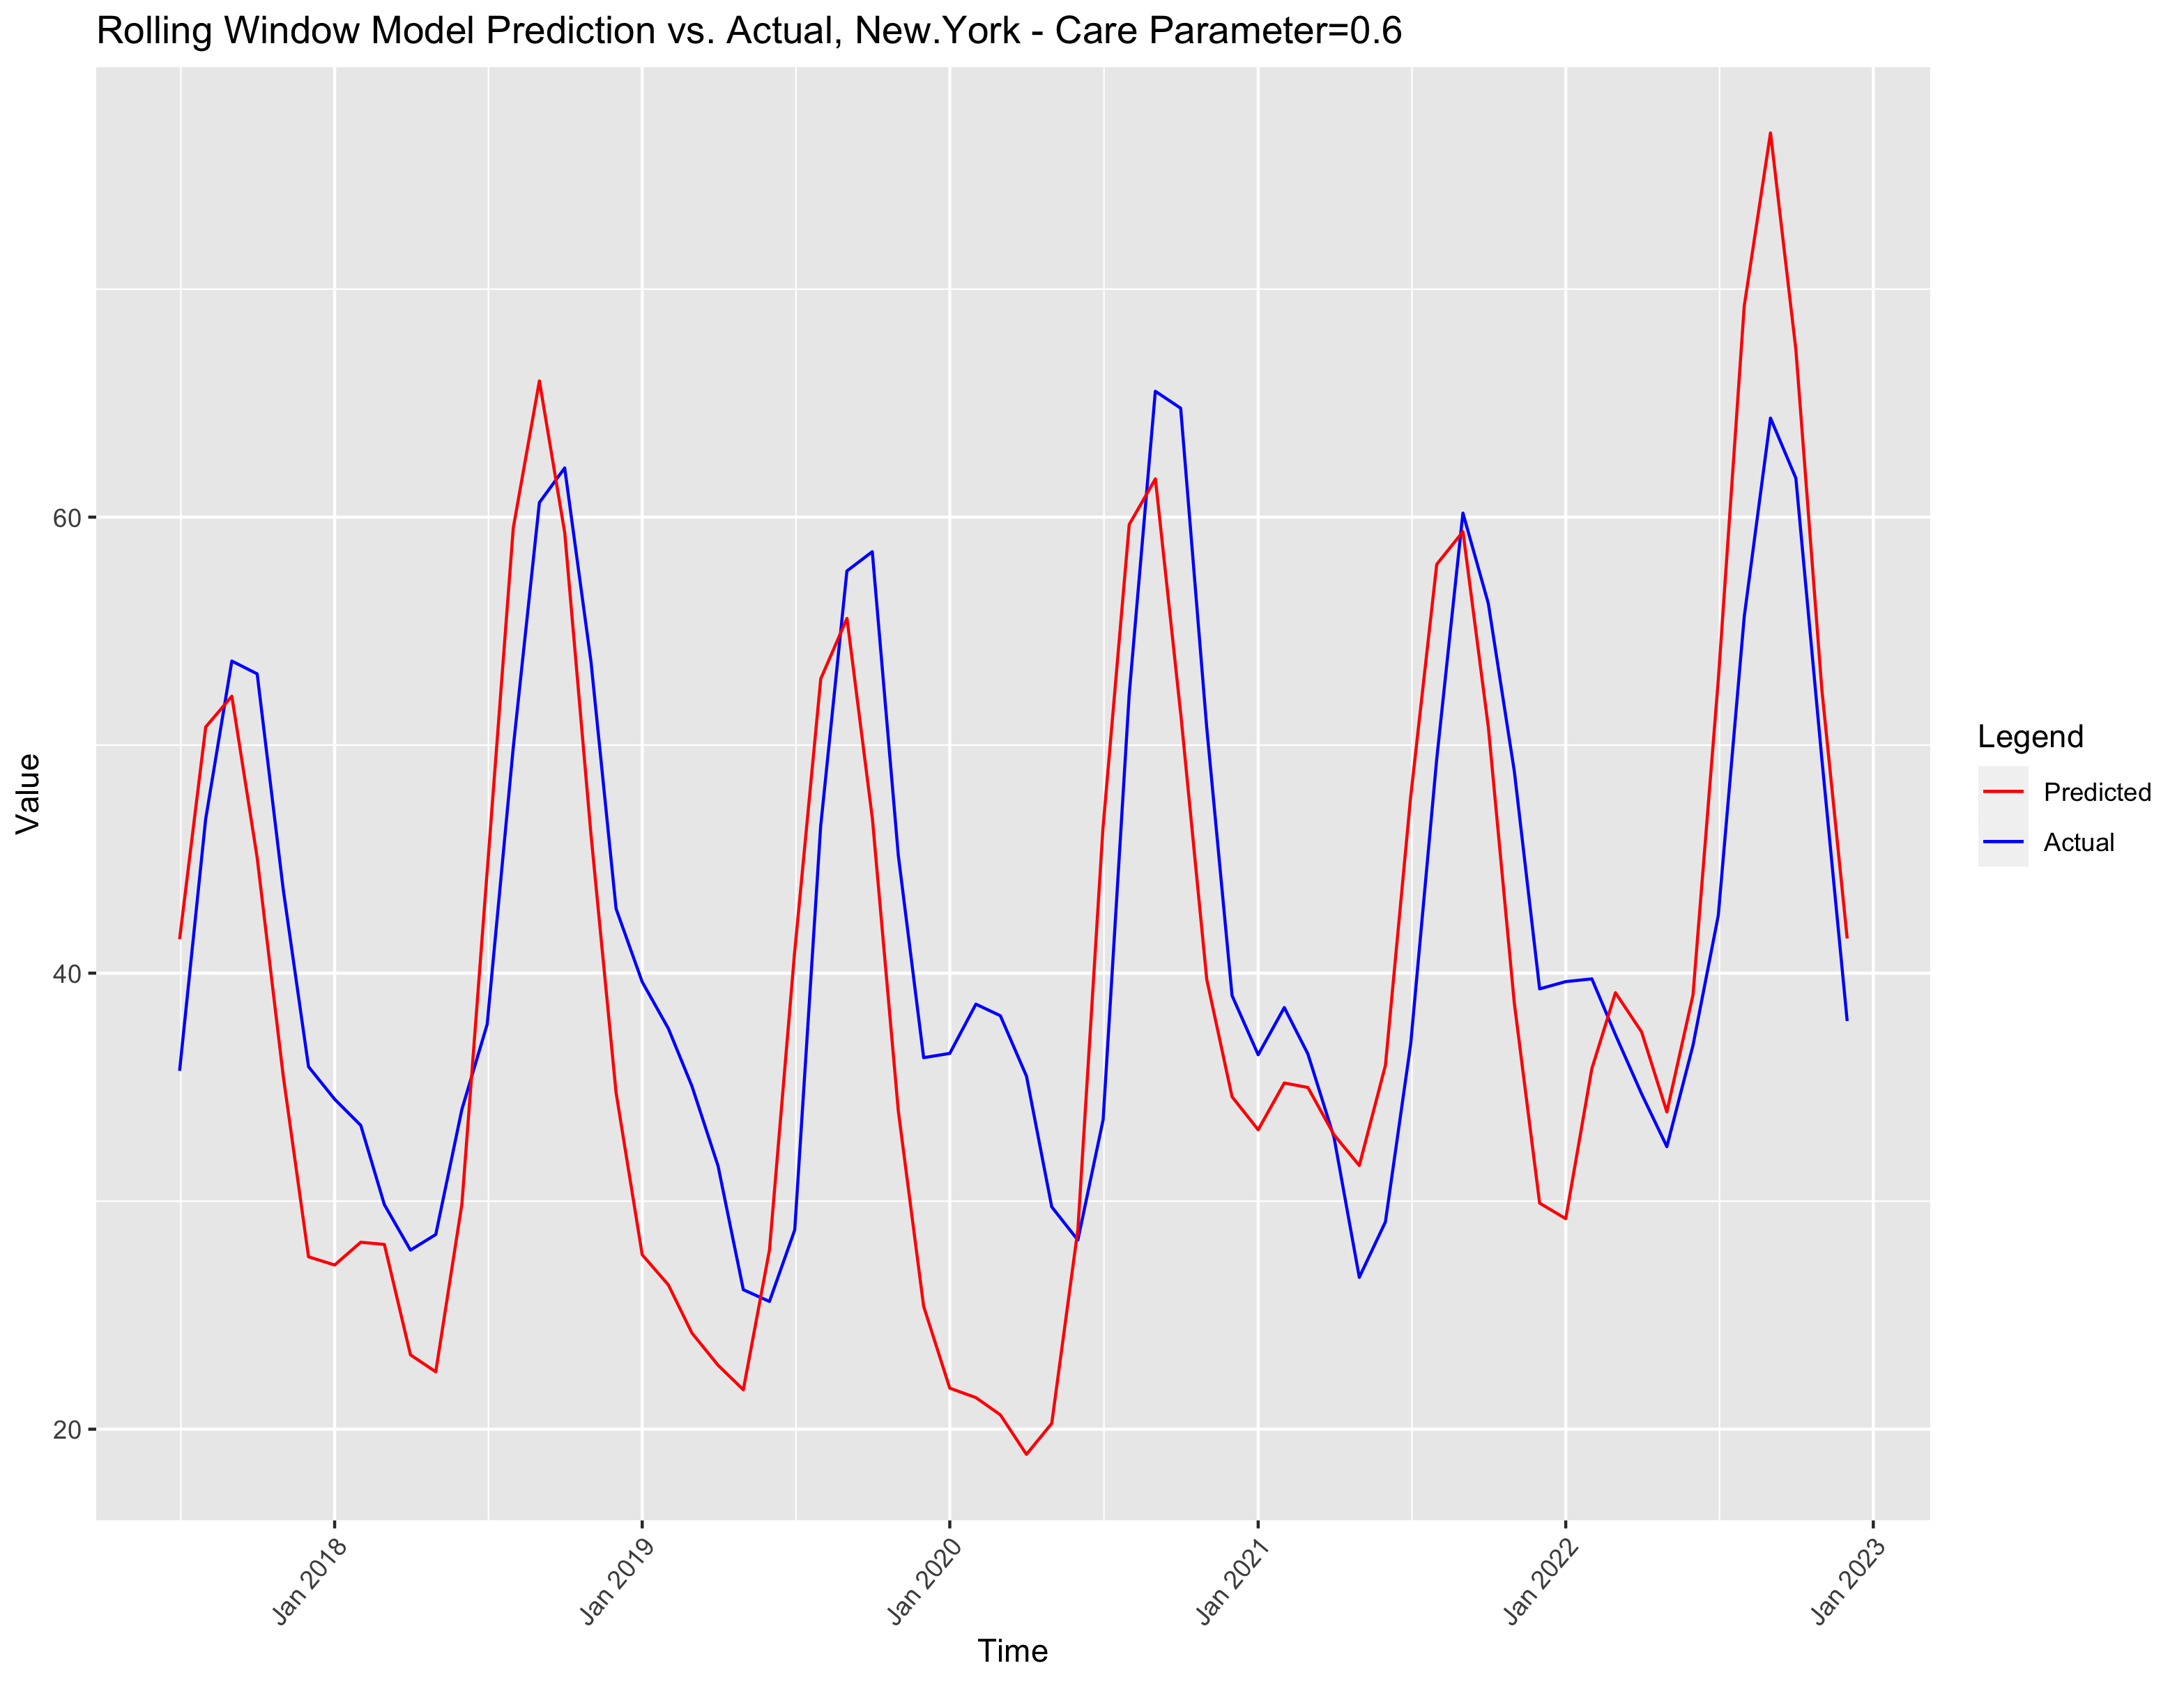 Rolling Window Model Prediction vs. Actual, New.York - Care Parameter=0.6
Value
60
40
20
Jan 2018
Jan 2019
Jan 2020
Jan 2021
Jan 2022
Jan 2023
Time
Legend
Predicted
Actual